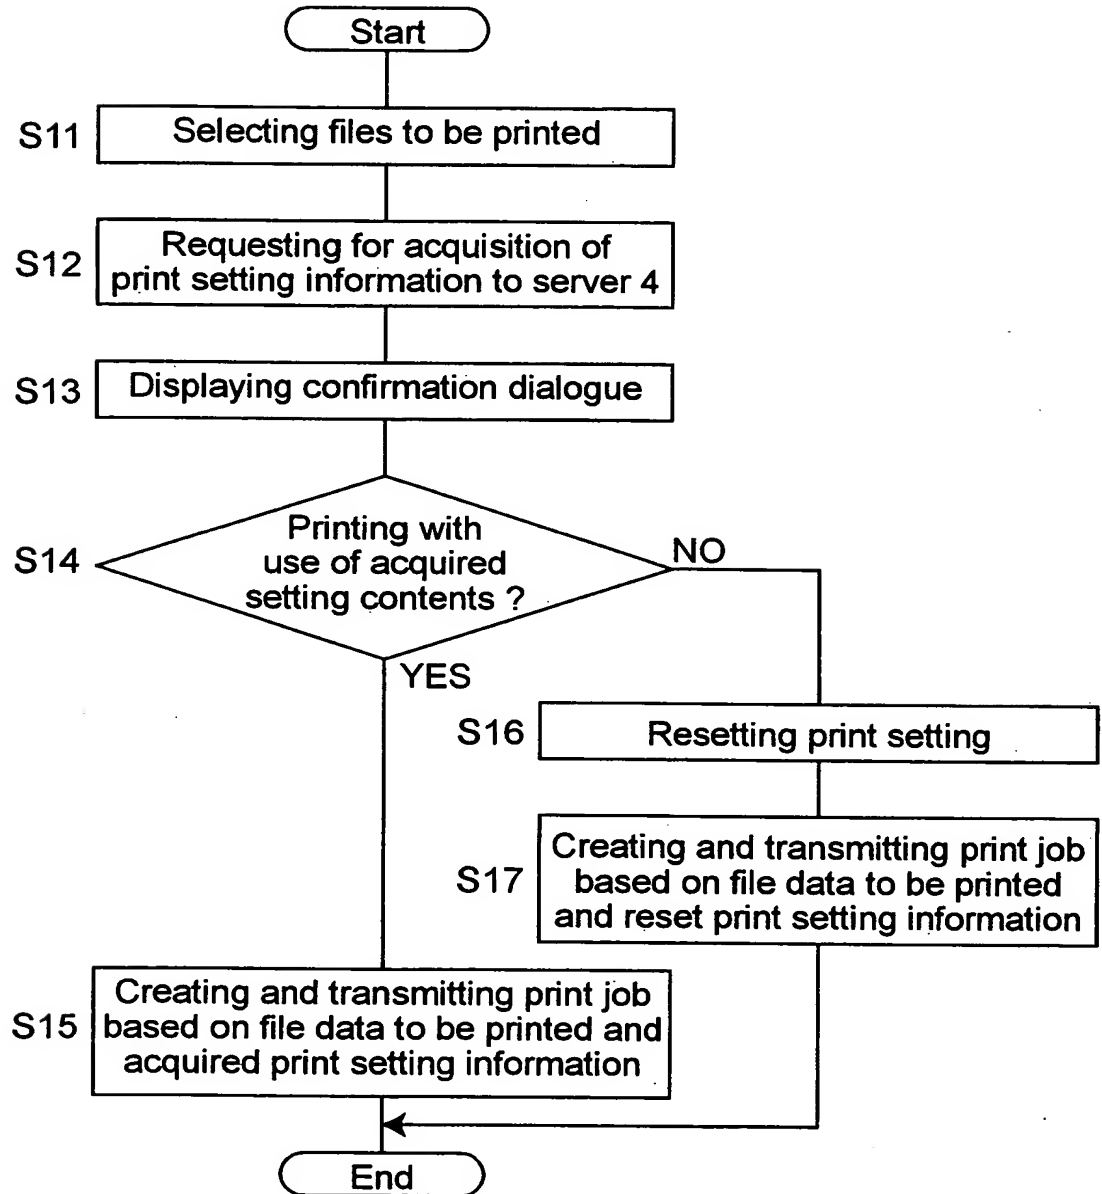 Start
S11
Selecting files to be printed
S12
Requesting for acquisition of
print setting information to server 4
S13
Displaying confirmation dialogue
S14
Printing with
use of acquired
setting contents ?
NO
YES
S16
Resetting print setting
S17
Creating and transmitting print job
based on file data to be printed
and reset print setting information
S15
Creating and transmitting print job
based on file data to be printed and
acquired print setting information
End